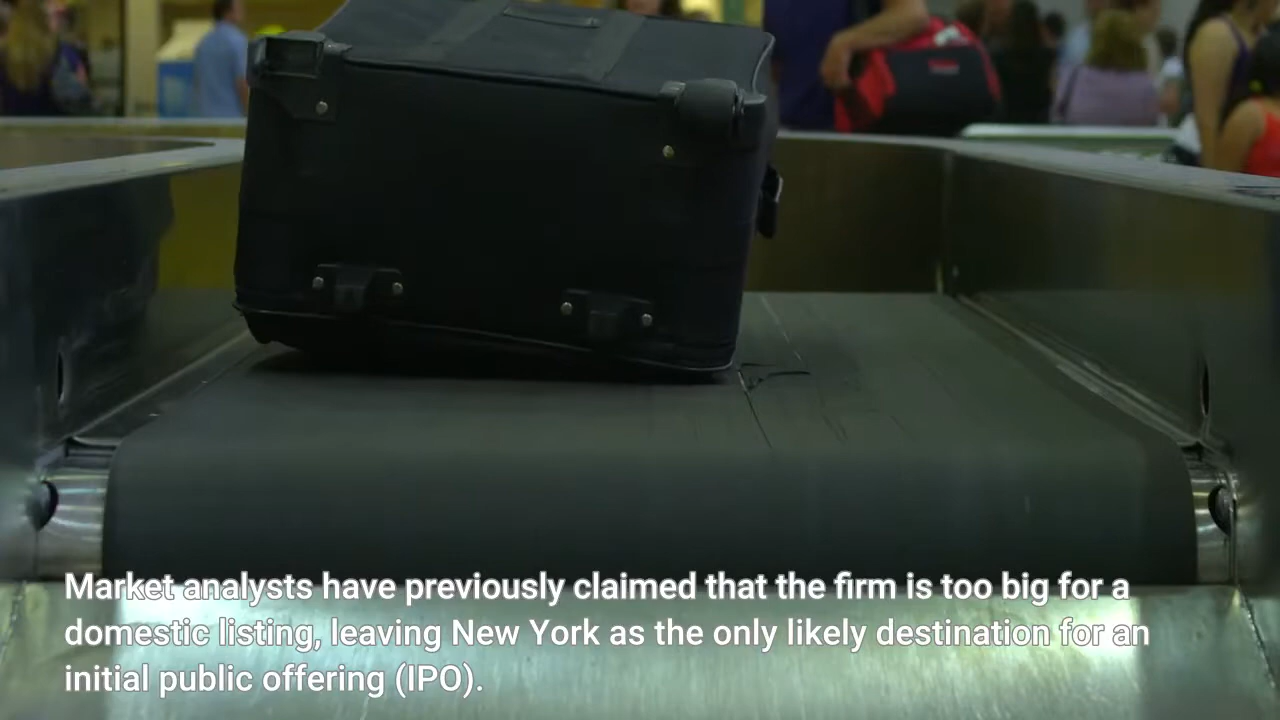 Market analysts have previously claimed that the firm is too big for a
domestic listing, leaving New York as the only likely destination for an
initial public offering (IPO).